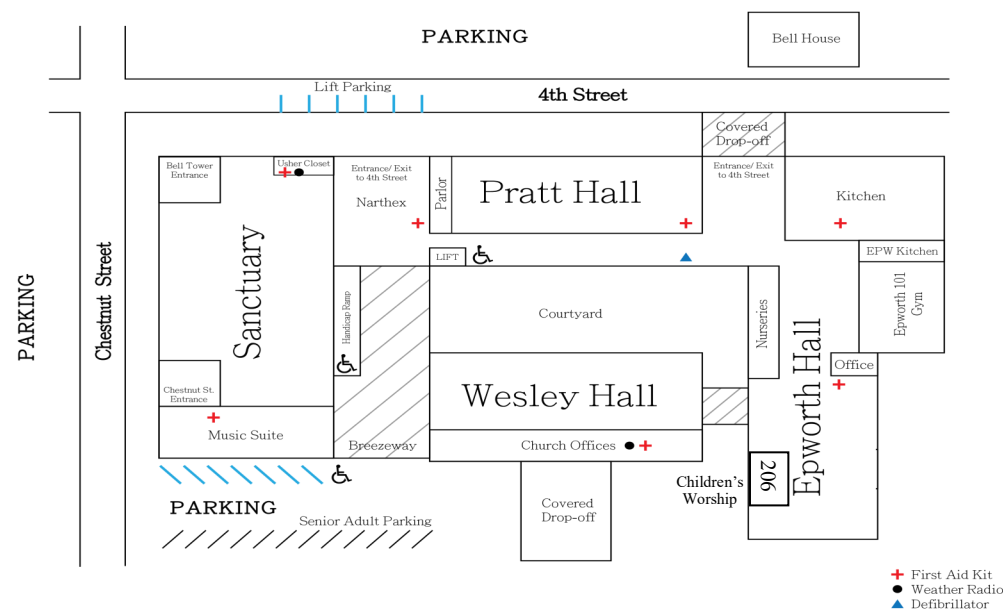 PARKING
Bell House
Lift Parking
4th Street
Covered
Drop-off
Bell Tower
Entrance
Usher Closet
Entrance/ Exit
to 4th Street
Narthex
Parlor
Pratt Hall
Entrance/ Exit
to 4th Street
Kitchen
LIFT
EPW Kitchen
PARKING
Chestnut Street
Sanctuary
Handicap Ramp
Courtyard
Nurseries
Epworth 101
Gym
Epworth Hall
Office
Chestnut St.
Entrance
Wesley Hall
Music Suite
Breezeway
Church Offices
206
Children's
Worship
PARKING
Senior Adult Parking
Covered
Drop-off
First Aid Kit
Weather Radio
Defibrillator